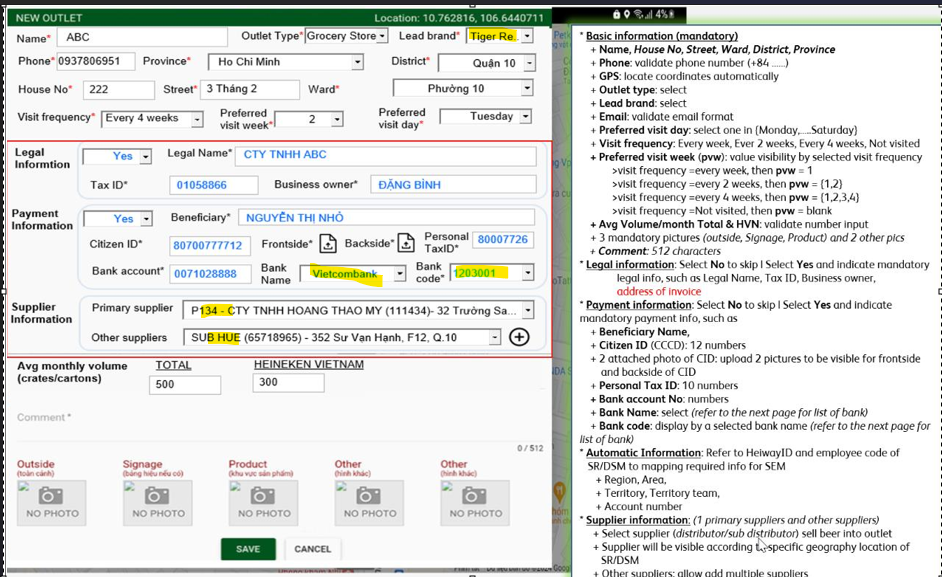 NEW OUTLET
Location: 10.762816, 106.6440711
Name* ABC Outlet Type* Grocery Store Lead brand* Tiger Re..
Phone* 0937806951 Province* Ho Chi Minh District* Quận 10
House No* 222 Street* 3 Tháng 2 Ward* Phường 10
Visit frequency* Every 4 weeks Preferred visit week* 2 Preferred visit day* Tuesday
Legal Informtion Yes Legal Name* CTY TNHH ABC
Tax ID* 01058866 Business owner* ĐẶNG BÌNH
Payment Information Yes Beneficiary* NGUYỄN THỊ NHỎ
Citizen ID* 80700777712 Frontside* Backside* Personal TaxID* 80007726
Bank account* 0071028888 Bank Name Vietcombank Bank code* 1203001
Supplier Information Primary supplier P134 - CTY TNHH HOANG THAO MY (111434)- 32 Trường Sa...
Other suppliers SUB HUE (65718965) - 352 Sư Vạn Hạnh, F12, Q.10
Avg monthly volume (crates/cartons) TOTAL HEINEKEN VIETNAM
500 300
Comment *
0 / 512
Outside Signage Product Other Other
(toàn cảnh) (bảng hiệu nếu có) (khu vực sản phẩm) (hình khác) (hình khác)
NO PHOTO NO PHOTO NO PHOTO NO PHOTO NO PHOTO
SAVE CANCEL
4%
* Basic information (mandatory)
+ Name, House No, Street, Ward, District, Province
+ Phone: validate phone number (+84 ......)
+ GPS: locate coordinates automatically
+ Outlet type: select
+ Lead brand: select
+ Email: validate email format
+ Preferred visit day: select one in {Monday,....Saturday}
+ Visit frequency: Every week, Ever 2 weeks, Every 4 weeks, Not visited
+ Preferred visit week (pvw): value visibility by selected visit frequency
>visit frequency =every week, then pvw = 1
>visit frequency =every 2 weeks, then pvw = {1,2}
>visit frequency =every 4 weeks, then pvw = {1,2,3,4}
>visit frequency =Not visited, then pvw = blank
+ Avg Volume/month Total & HVN: validate number input
+ 3 mandatory pictures (outside, Signage, Product) and 2 other pics
+ Comment: 512 characters
* Legal information: Select No to skip I Select Yes and indicate mandatory
legal info, such as Legal Name, Tax ID, Business owner,
address of invoice
* Payment information: Select No to skip I Select Yes and indicate
mandatory payment info, such as
+ Beneficiary Name,
+ Citizen ID (CCCD): 12 numbers
+ 2 attached photo of CID: upload 2 pictures to be visible for frontside
and backside of CID
+ Personal Tax ID: 10 numbers
+ Bank account No: numbers
+ Bank Name: select (refer to the next page for list of bank)
+ Bank code: display by a selected bank name (refer to the next page for
list of bank)
* Automatic Information: Refer to HeiwayID and employee code of
SR/DSM to mapping required info for SEM
+ Region, Area,
+ Territory, Territory team,
+ Account number
* Supplier information: (1 primary suppliers and other suppliers)
+ Select supplier (distributor/sub distributor) sell beer into outlet
+ Supplier will be visible according to specific geography location of
SR/DSM
+ Other suppliers: allow add multiple suppliers